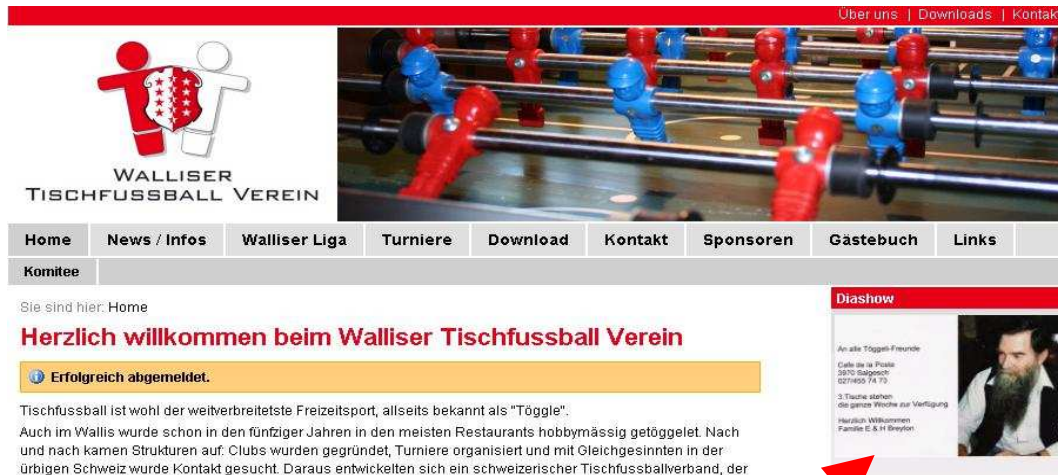 Über uns | Downloads | Kontak
WALLISER
TISCHFUSSBALL VEREIN
Home News / Infos Walliser Liga Turniere Download Kontakt Sponsoren Gästebuch Links
Komitee
Sie sind hier: Home
Herzlich willkommen beim Walliser Tischfussball Verein
Erfolgreich abgemeldet.
Tischfussball ist wohl der weitverbreitetste Freizeitsport, allseits bekannt als "Töggle".
Auch im Wallis wurde schon in den fünfziger Jahren in den meisten Restaurants hobbymässig getöggelet. Nach
und nach kamen Strukturen auf: Clubs wurden gegründet, Turniere organisiert und mit Gleichgesinnten in der
ürbigen Schweiz wurde Kontakt gesucht. Daraus entwickelten sich ein schweizerischer Tischfussballverband, der
Diashow
An alle Töggeli-Freunde
Cafe de la Poste
3970 Salgesch
027/455 74 73
3 Tische stehen
die ganze Woche zur Verfügung
Herzlich Willkommen
Familie E & H Breyton